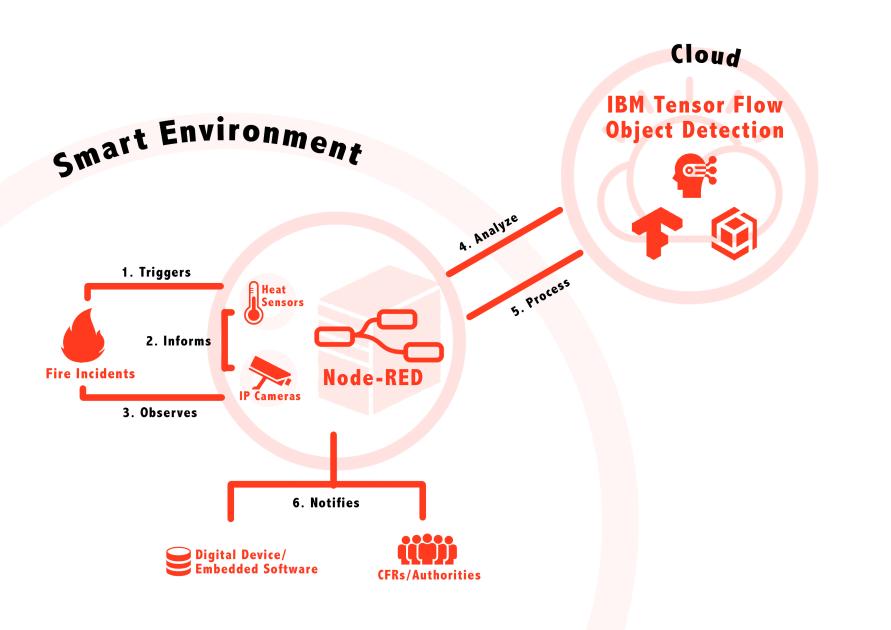 Cloud
IBM Tensor Flow
Object Detection
Smart Environment
4. Analyze
5. Process
1. Triggers
Heat
Sensors
2. Informs
Fire Incidents
Node-RED
IP Cameras
3. Observes
6. Notifies
Digital Device/
Embedded Software
CFRs/Authorities